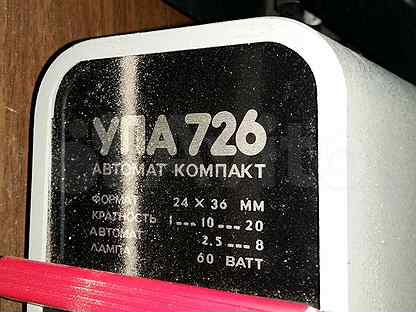 УПА 726
АВТОМАТ КОМПАКТ
ФОРМАТ 24 × 36 ММ
КРАТНОСТЬ 1---10---20
АВТОМАТ 2.5---8
ЛАМПА 60 ВАТТ